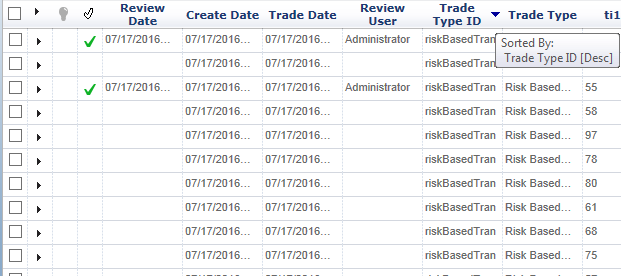 Review Date Create Date Trade Date Review User Trade Type ID Trade Type ti1
07/17/2016... 07/17/2016... 07/17/2016... Administrator riskBasedTran
Sorted By:
Trade Type ID [Desc]
07/17/2016... 07/17/2016... riskBasedTran
07/17/2016... 07/17/2016... 07/17/2016... Administrator riskBasedTran Risk Based... 55
07/17/2016... 07/17/2016... riskBasedTran Risk Based... 58
07/17/2016... 07/17/2016... riskBasedTran Risk Based... 97
07/17/2016... 07/17/2016... riskBasedTran Risk Based... 78
07/17/2016... 07/17/2016... riskBasedTran Risk Based... 80
07/17/2016... 07/17/2016... riskBasedTran Risk Based... 61
07/17/2016... 07/17/2016... riskBasedTran Risk Based... 68
07/17/2016... 07/17/2016... riskBasedTran Risk Based... 75